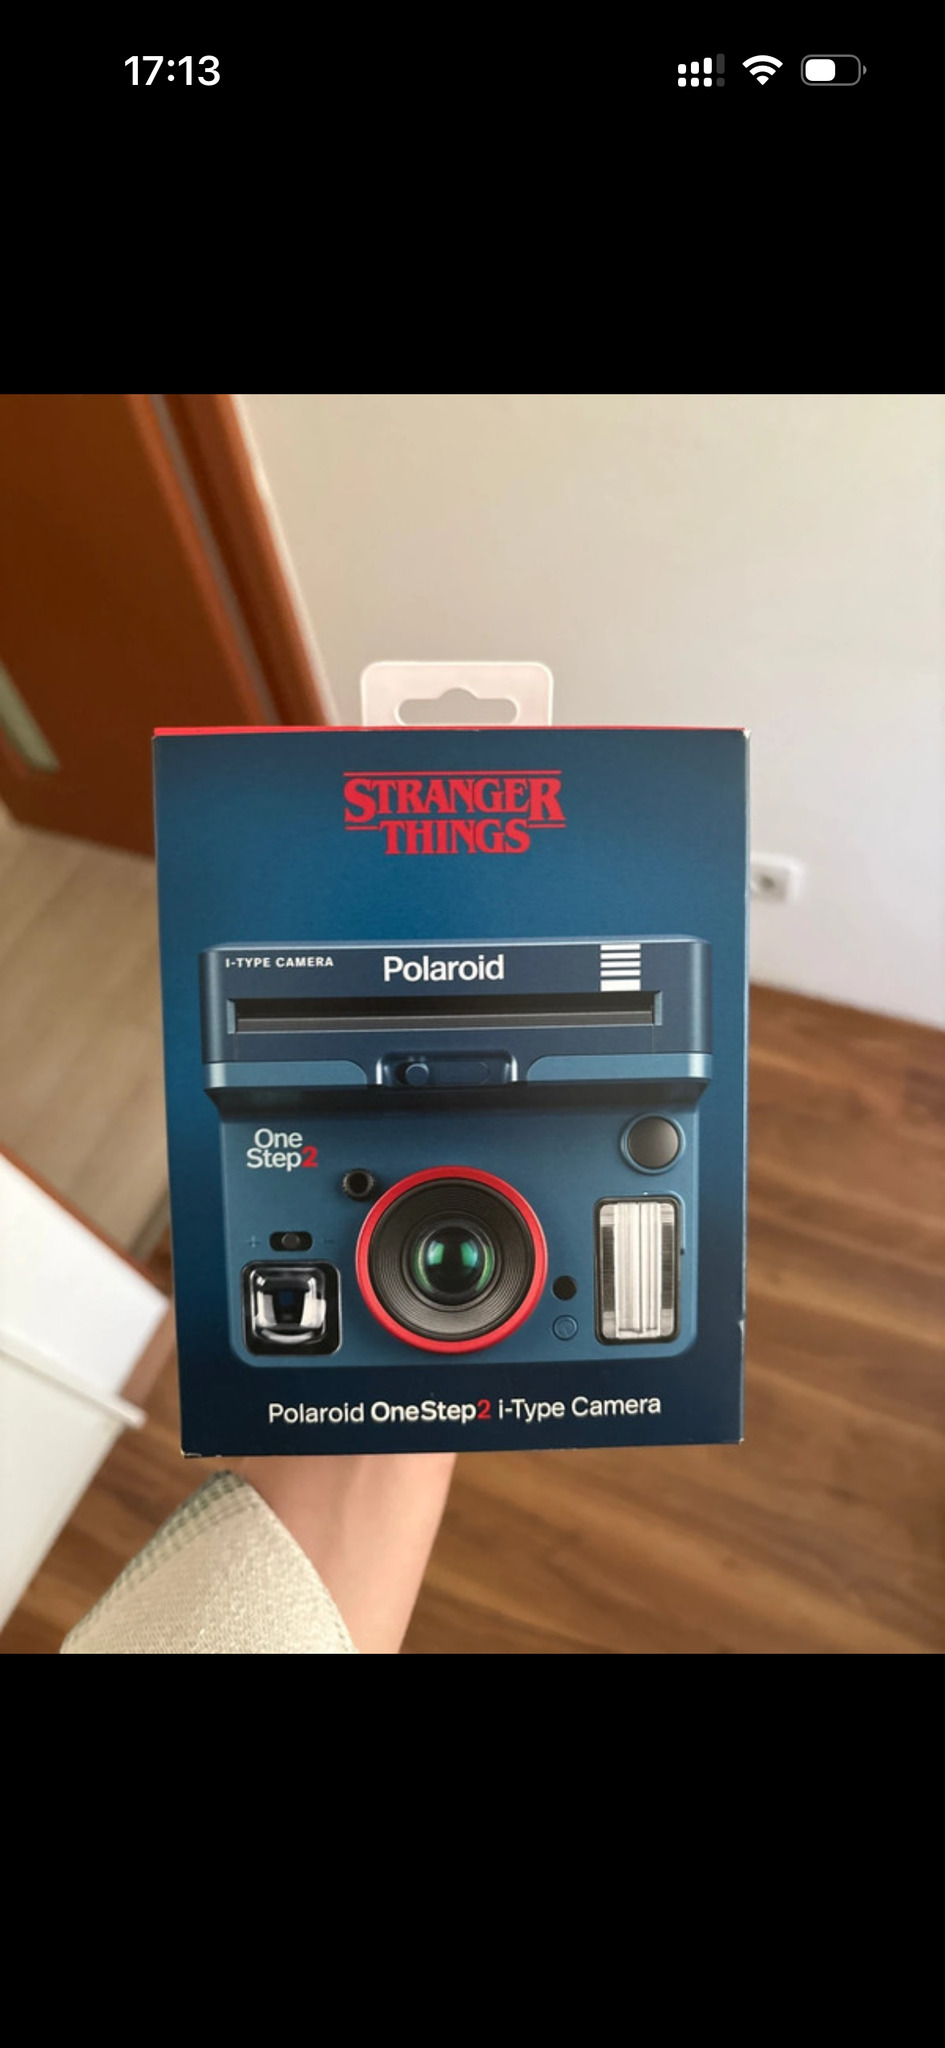 17:13
STRANGER
THINGS
I-TYPE CAMERA
Polaroid
One
Step2
+ -
Polaroid OneStep2 i-Type Camera